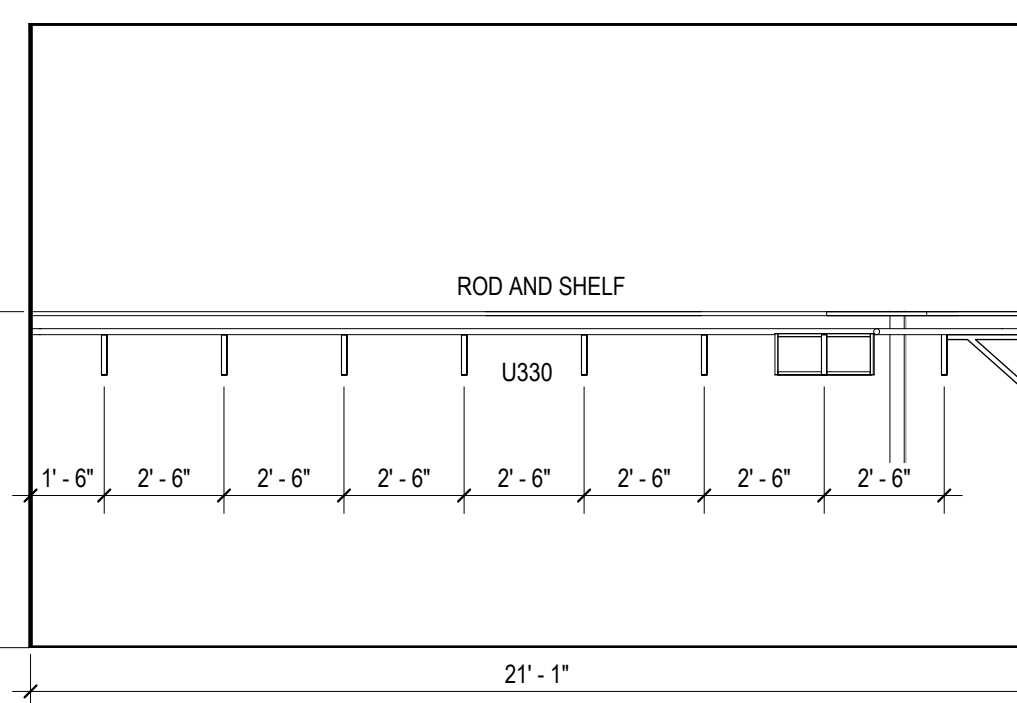 ROD AND SHELF
U330
1' - 6" 2' - 6" 2' - 6" 2' - 6" 2' - 6" 2' - 6" 2' - 6" 2' - 6"
21' - 1"